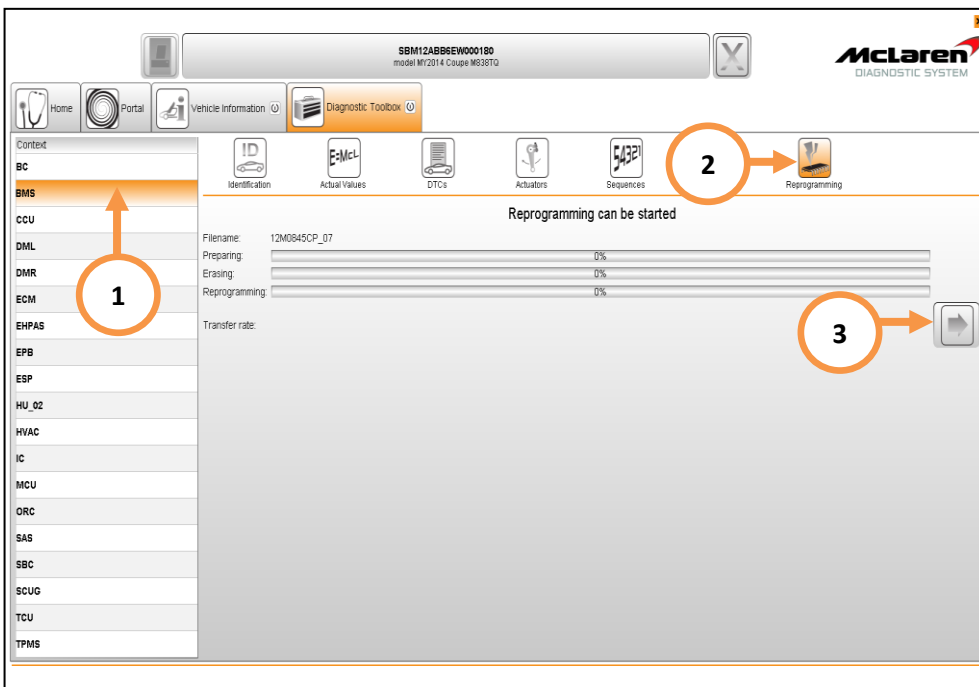 SBM12ABB6EW000180
model MY2014 Coupe M838TG
X
McLaren
DIAGNOSTIC SYSTEM
Home
Portal
Vehicle Information
Diagnostic Toolbox
Context
BC
BMS
CCU
DML
DMR
ECM
EHPAS
EPB
ESP
HU_02
HVAC
IC
MCU
ORC
SAS
SBC
SCUG
TCU
TPMS
ID
Identification
E=McL
Actual Values
DTCs
Actuators
54321
Sequences
Reprogramming
Reprogramming can be started
Filename: 12M0845CP_07
Preparing: 0%
Erasing: 0%
Reprogramming: 0%
Transfer rate:
1
2
3